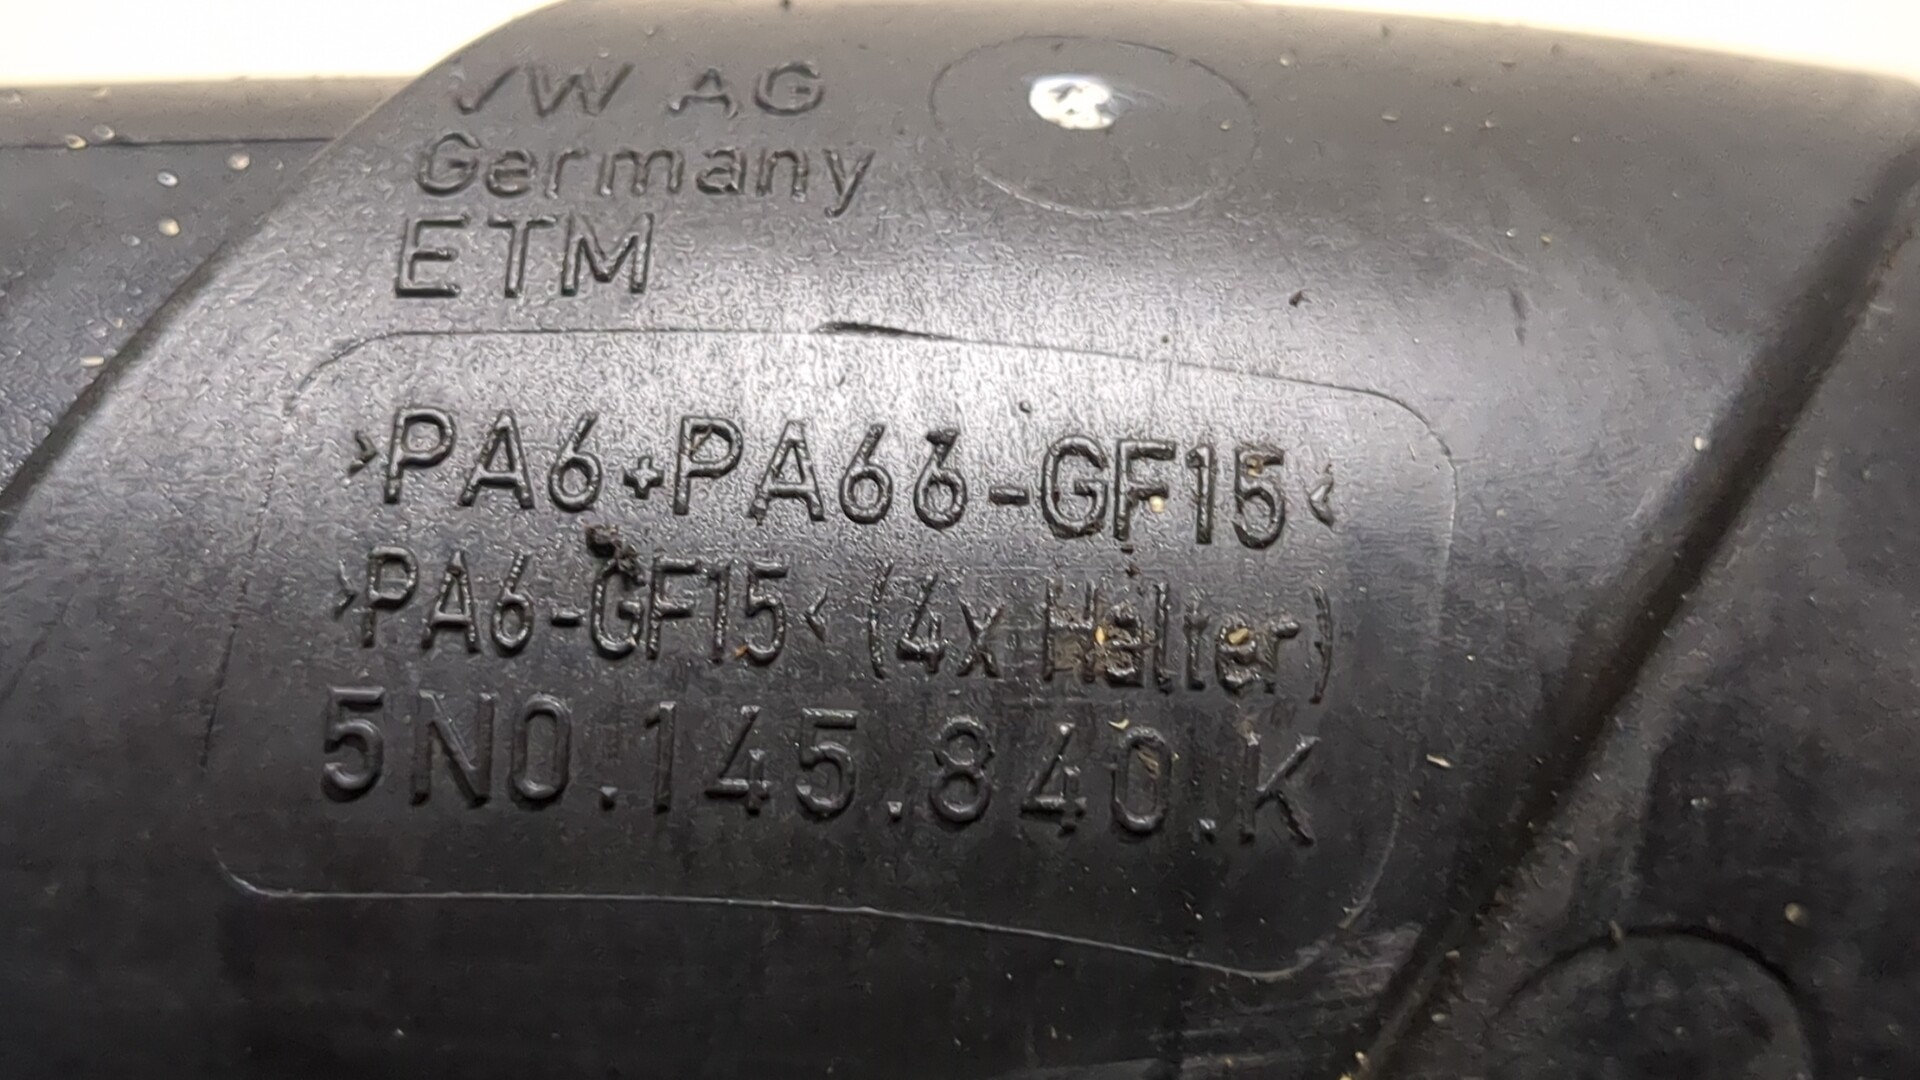 VW AG
Germany
ETM
>PA6+PA66-GF15<
>PA6-GF15< (4x Halter)
5N0.145.840.K